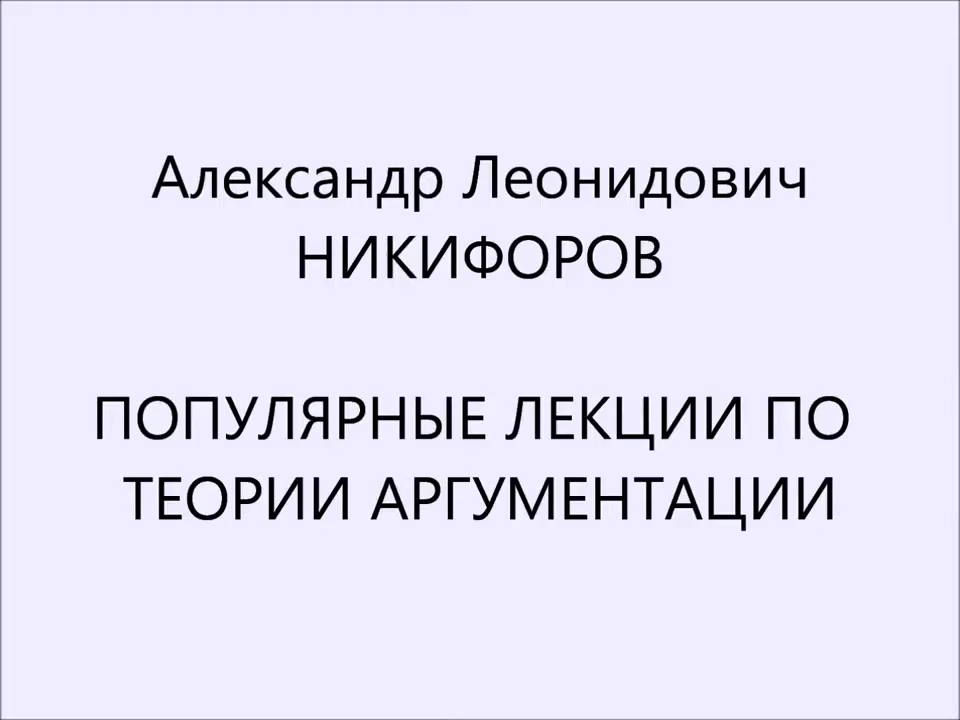 Александр Леонидович
НИКИФОРОВ
ПОПУЛЯРНЫЕ ЛЕКЦИИ ПО
ТЕОРИИ АРГУМЕНТАЦИИ